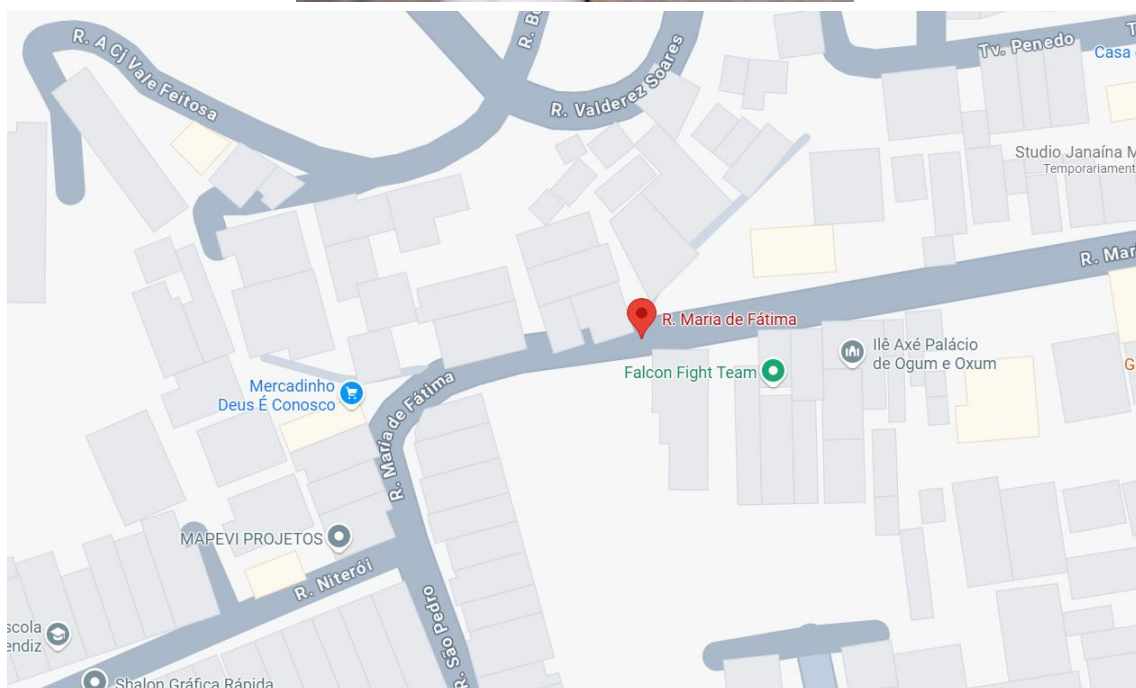 R. A Cj Vale Feitosa
R. Valderez Soares
Tv. Penedo
Casa
Studio Janaína M
Temporariament
R. Mar
R. Maria de Fátima
Ilê Axé Palácio
de Ogum e Oxum
Falcon Fight Team
Mercadinho
Deus É Conosco
R. Maria de Fátima
MAPEVI PROJETOS
R. Niterói
R. São Pedro
scola
endiz
Shalon Gráfica Rápida